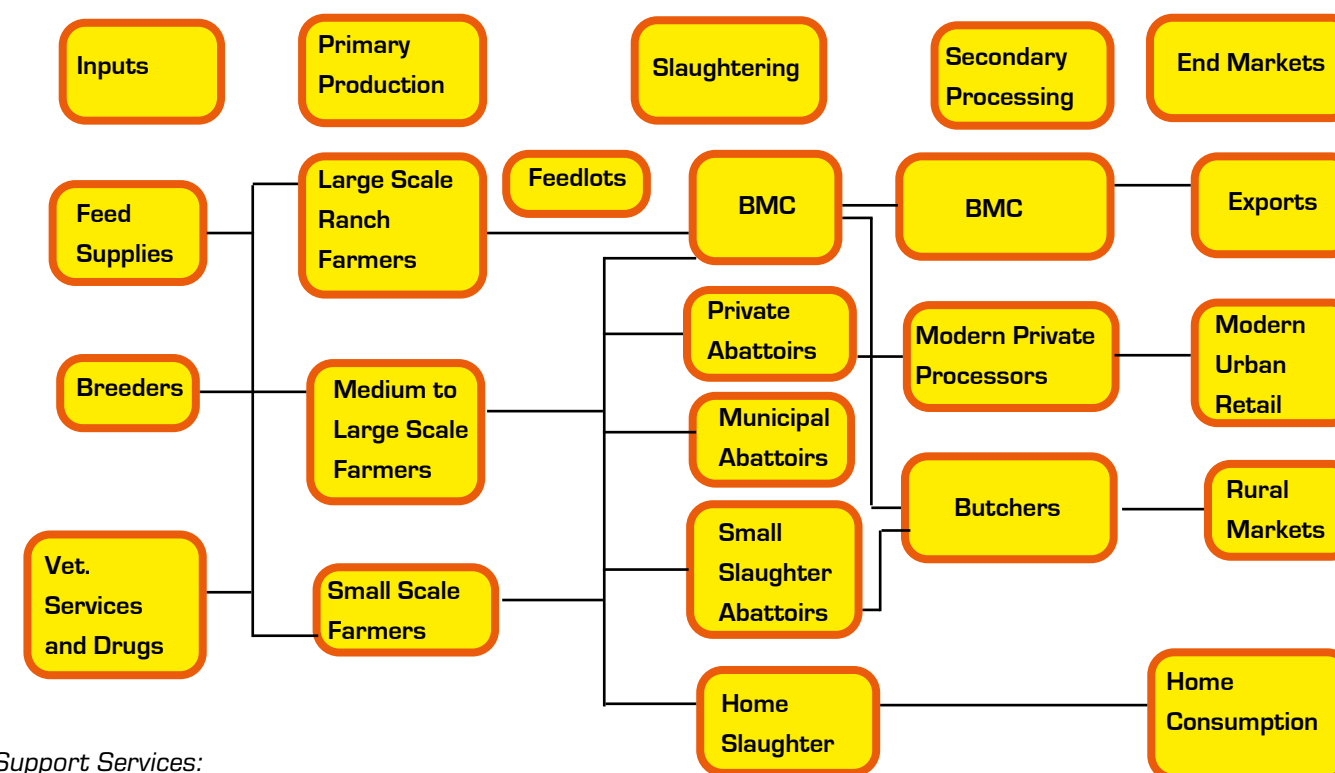 Inputs
Primary
Production
Slaughtering
Secondary
Processing
End Markets
Feed
Supplies
Large Scale
Ranch
Farmers
Feedlots
BMC
BMC
Exports
Private
Abattoirs
Modern Private
Processors
Modern
Urban
Retail
Breeders
Medium to
Large Scale
Farmers
Municipal
Abattoirs
Butchers
Rural
Markets
Vet.
Services
and Drugs
Small Scale
Farmers
Small
Slaughter
Abattoirs
Home
Slaughter
Home
Consumption
Support Services: